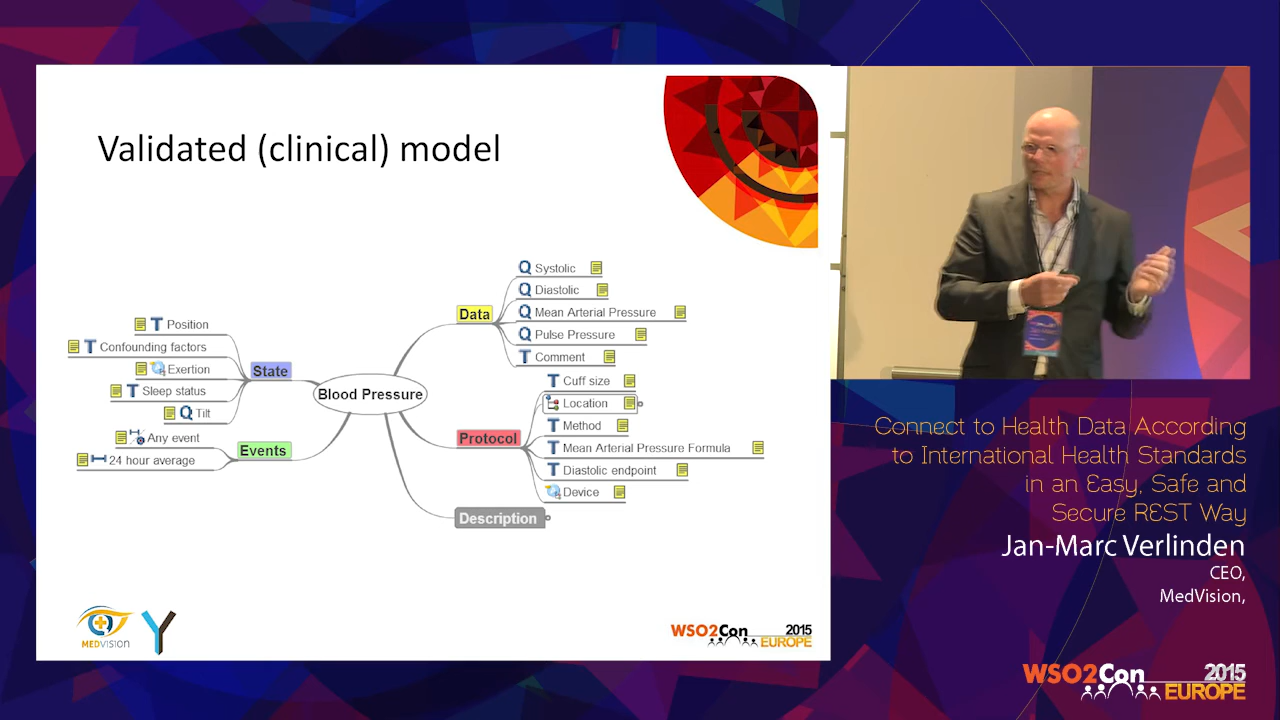 Validated (clinical) model
Position
Confounding factors
Exertion
Sleep status
Tilt
State
Any event
24 hour average
Events
Blood Pressure
Data
Systolic
Diastolic
Mean Arterial Pressure
Pulse Pressure
Comment
Protocol
Cuff size
Location
Method
Mean Arterial Pressure Formula
Diastolic endpoint
Device
Description
MEDVISION
WSO2Con 2015
EUROPE
Connect to Health Data According
to International Health Standards
in an Easy, Safe and
Secure REST Way
Jan-Marc Verlinden
CEO,
MedVision,
WSO2Con 2015
EUROPE